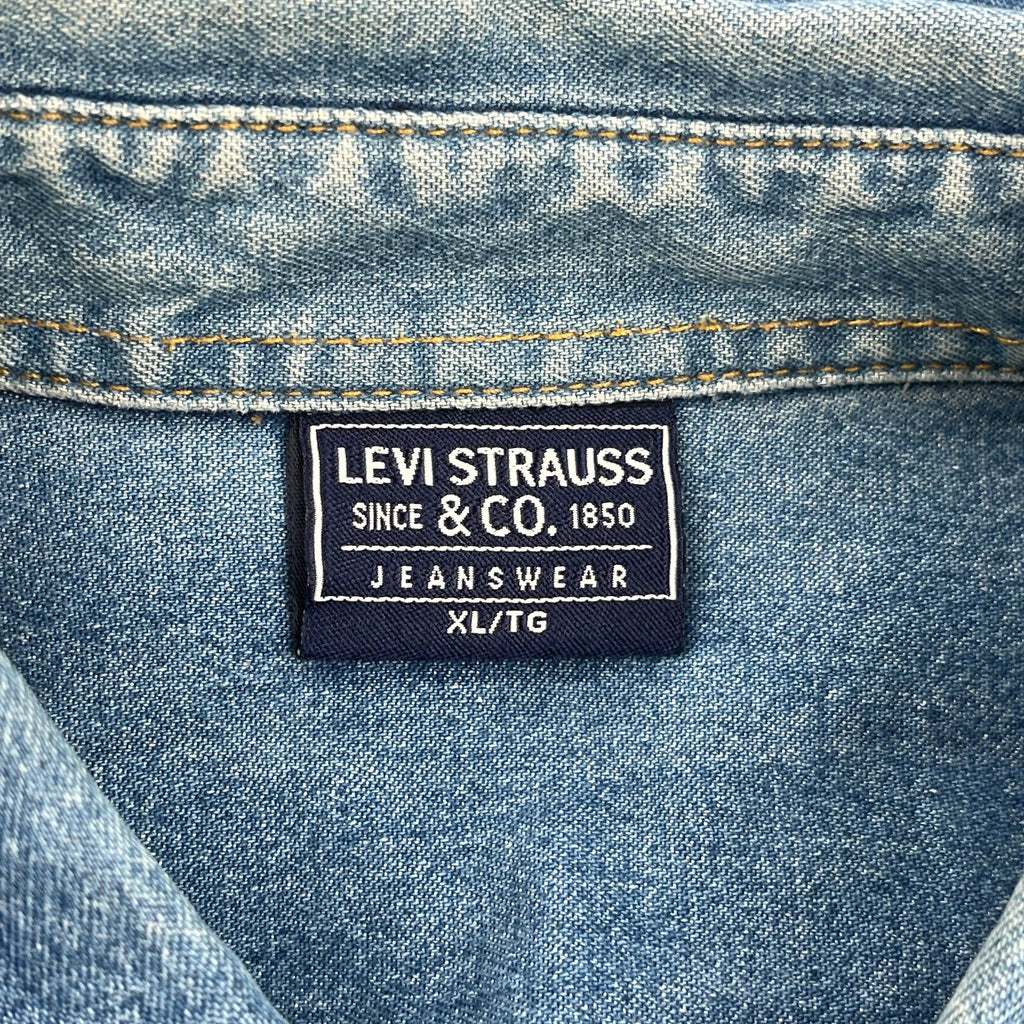 LEVI STRAUSS
SINCE & CO. 1850
JEANSWEAR
XL/TG